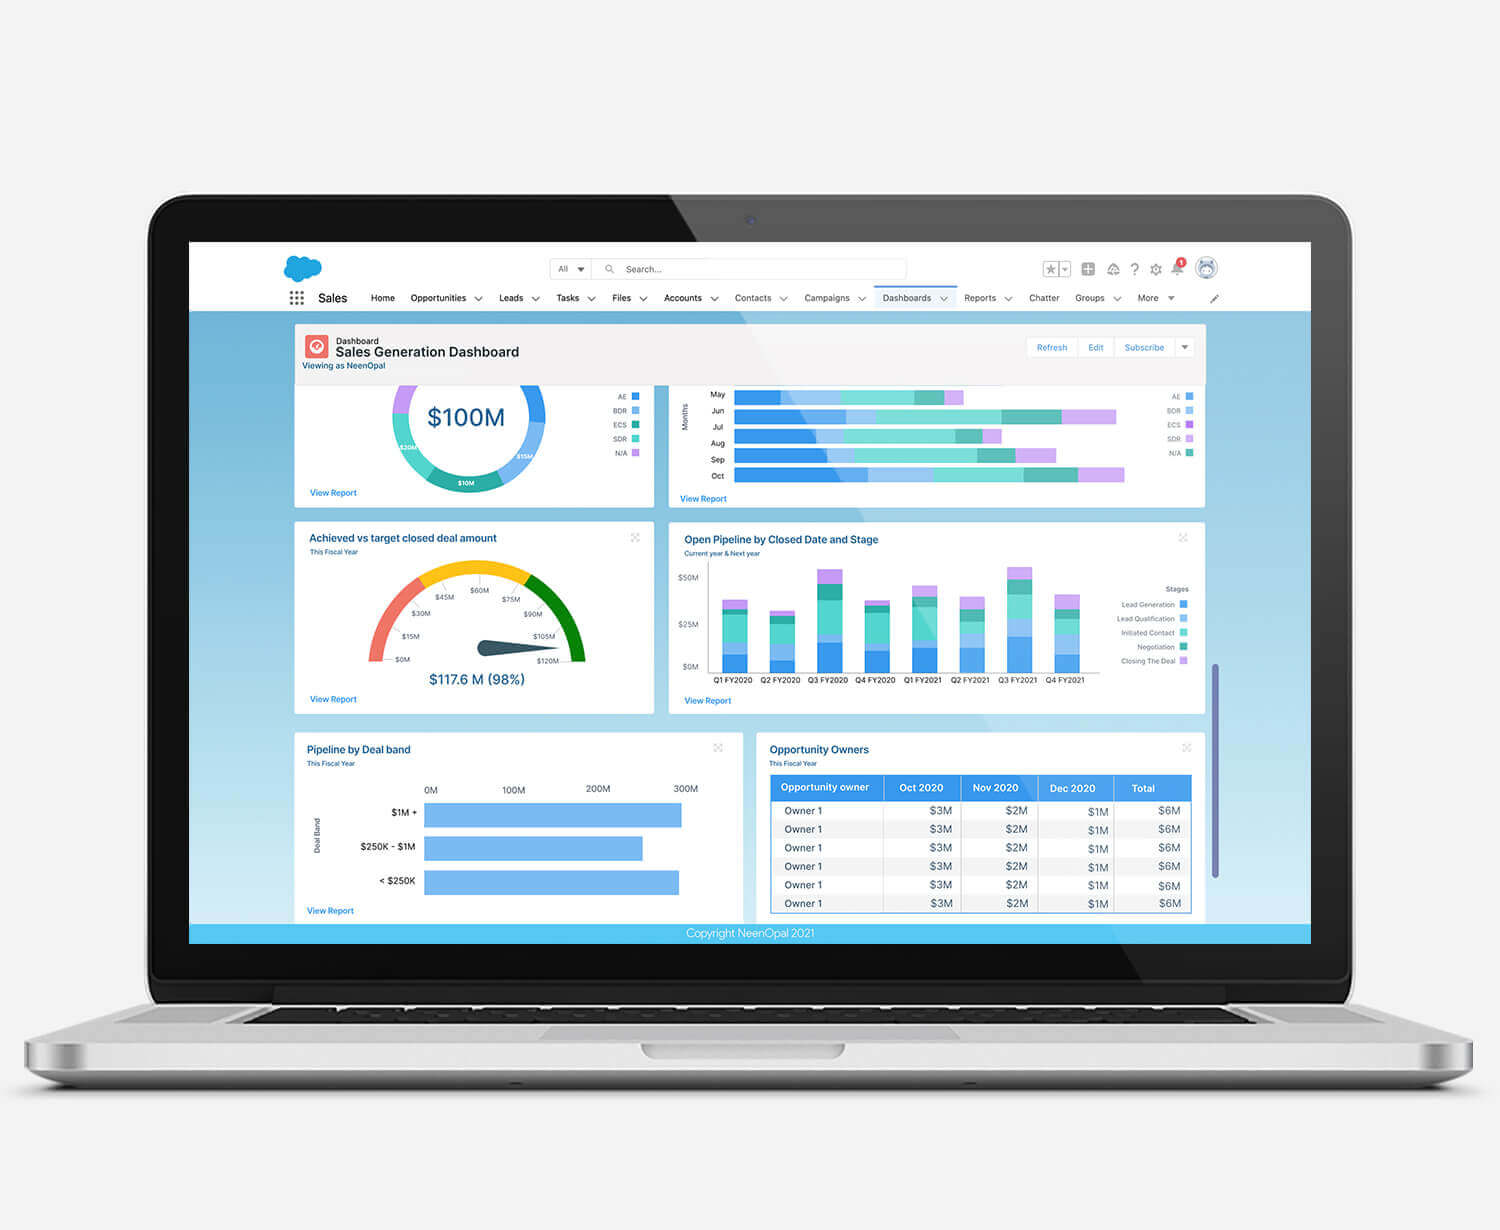 All
Search...
1
Sales
Home Opportunities Leads Tasks Files Accounts Contacts Campaigns Dashboards Reports Chatter Groups More
Dashboard
Sales Generation Dashboard
Viewing as NeenOpal
Refresh Edit Subscribe
$100M
$20M
$15M
$10M
AE
BDR
ECS
SDR
N/A
View Report
Months
May
Jun
Jul
Aug
Sep
Oct
AE
BDR
ECS
SDR
N/A
View Report
Achieved vs target closed deal amount
This Fiscal Year
$0M
$15M
$30M
$45M
$60M
$75M
$90M
$105M
$120M
$117.6 M (98%)
View Report
Open Pipeline by Closed Date and Stage
Current year & Next year
$50M
$25M
$0M
Q1 FY2020 Q2 FY2020 Q3 FY2020 Q4 FY2020 Q1 FY2021 Q2 FY2021 Q3 FY2021 Q4 FY2021
Stages
Lead Generation
Lead Qualification
Initiated Contact
Negotiation
Closing The Deal
View Report
Pipeline by Deal band
This Fiscal Year
0M 100M 200M 300M
Deal Band
$1M +
$250K - $1M
< $250K
View Report
Opportunity Owners
This Fiscal Year
Opportunity owner Oct 2020 Nov 2020 Dec 2020 Total
Owner 1 $3M $2M $1M $6M
Owner 1 $3M $2M $1M $6M
Owner 1 $3M $2M $1M $6M
Owner 1 $3M $2M $1M $6M
Owner 1 $3M $2M $1M $6M
Owner 1 $3M $2M $1M $6M
Copyright NeenOpal 2021